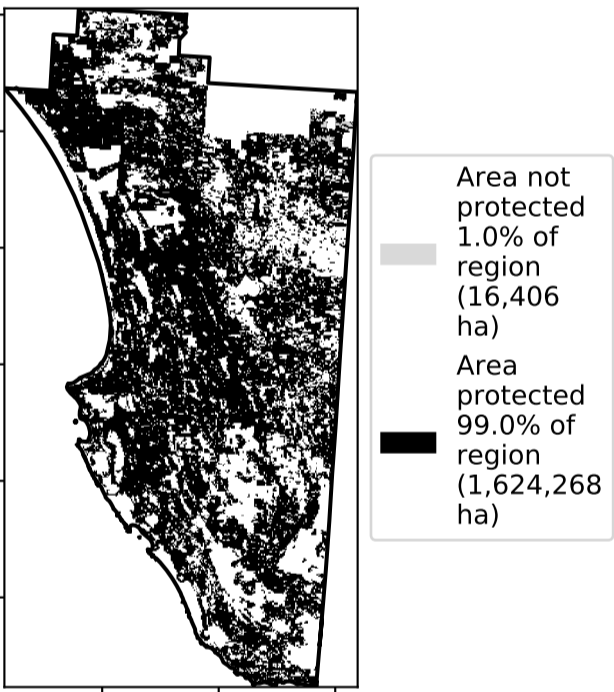 Area not
protected
1.0% of
region
(16,406
ha)
Area
protected
99.0% of
region
(1,624,268
ha)